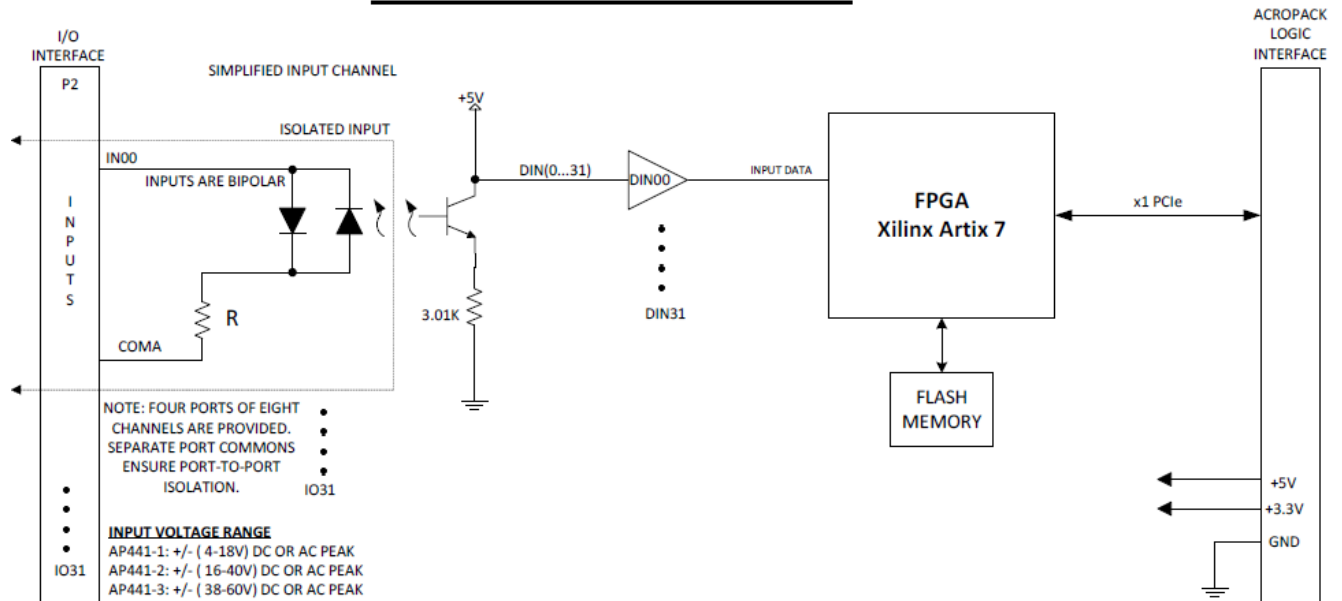 I/O
INTERFACE
P2
SIMPLIFIED INPUT CHANNEL
ACROPACK
LOGIC
INTERFACE
+5V
ISOLATED INPUT
IN00
INPUTS ARE BIPOLAR
DIN(0...31)
DIN00
INPUT DATA
FPGA
Xilinx Artix 7
x1 PCIe
INPUTS
R
3.01K
DIN31
COMA
FLASH
MEMORY
NOTE: FOUR PORTS OF EIGHT
CHANNELS ARE PROVIDED.
SEPARATE PORT COMMONS
ENSURE PORT-TO-PORT
ISOLATION.
IO31
+5V
+3.3V
GND
INPUT VOLTAGE RANGE
AP441-1: +/- ( 4-18V) DC OR AC PEAK
AP441-2: +/- ( 16-40V) DC OR AC PEAK
AP441-3: +/- ( 38-60V) DC OR AC PEAK
IO31